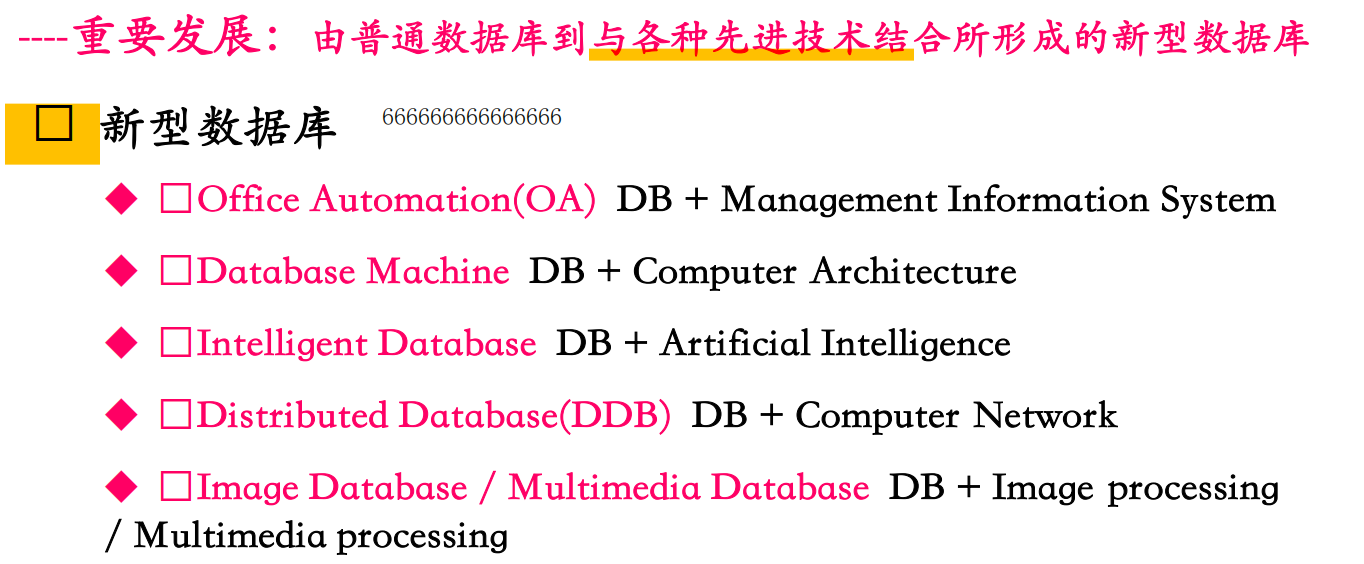 ----重要发展：由普通数据库到与各种先进技术结合所形成的新型数据库
□ 新型数据库 666666666666666
◆ □Office Automation(OA) DB + Management Information System
◆ □Database Machine DB + Computer Architecture
◆ □Intelligent Database DB + Artificial Intelligence
◆ □Distributed Database(DDB) DB + Computer Network
◆ □Image Database / Multimedia Database DB + Image processing
/ Multimedia processing